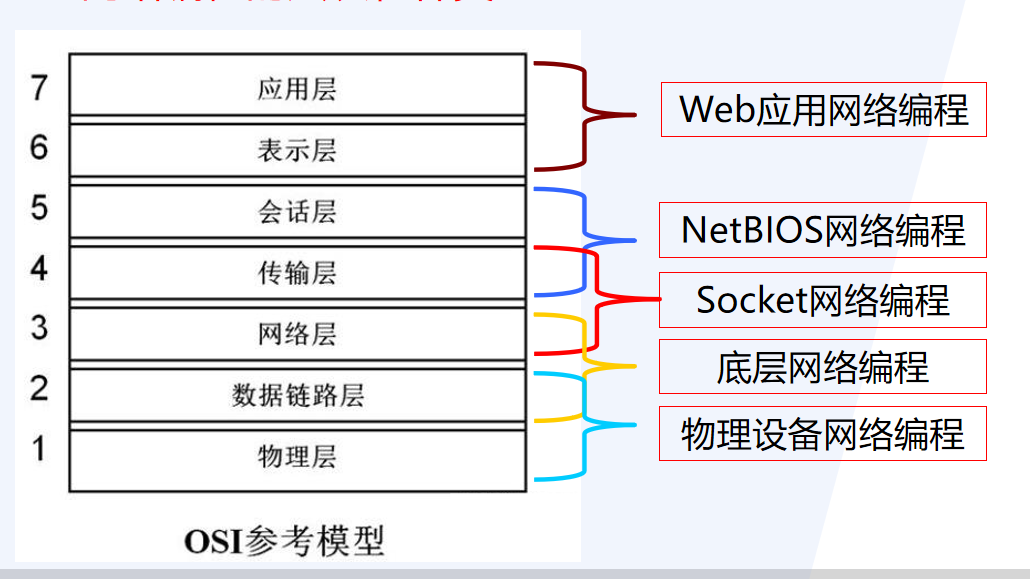 7 应用层
6 表示层
5 会话层
4 传输层
3 网络层
2 数据链路层
1 物理层
OSI参考模型
Web应用网络编程
NetBIOS网络编程
Socket网络编程
底层网络编程
物理设备网络编程